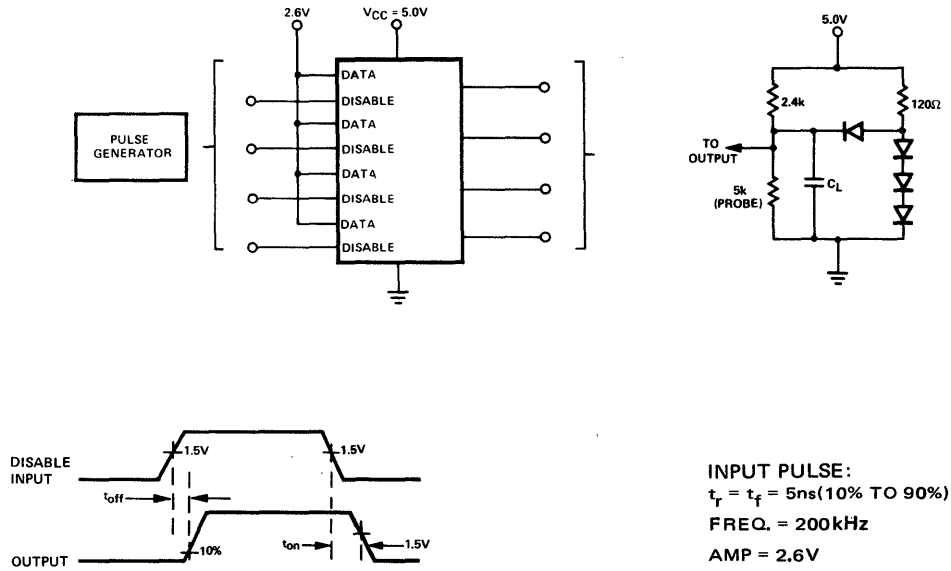 2.6V
VCC = 5.0V
DATA
DISABLE
DATA
DISABLE
DATA
DISABLE
DATA
DISABLE
PULSE
GENERATOR
5.0V
2.4k
120Ω
TO
OUTPUT
5k
(PROBE)
CL
DISABLE
INPUT
1.5V
1.5V
toff
OUTPUT
10%
ton
1.5V
INPUT PULSE:
tr = tf = 5ns(10% TO 90%)
FREQ. = 200kHz
AMP = 2.6V